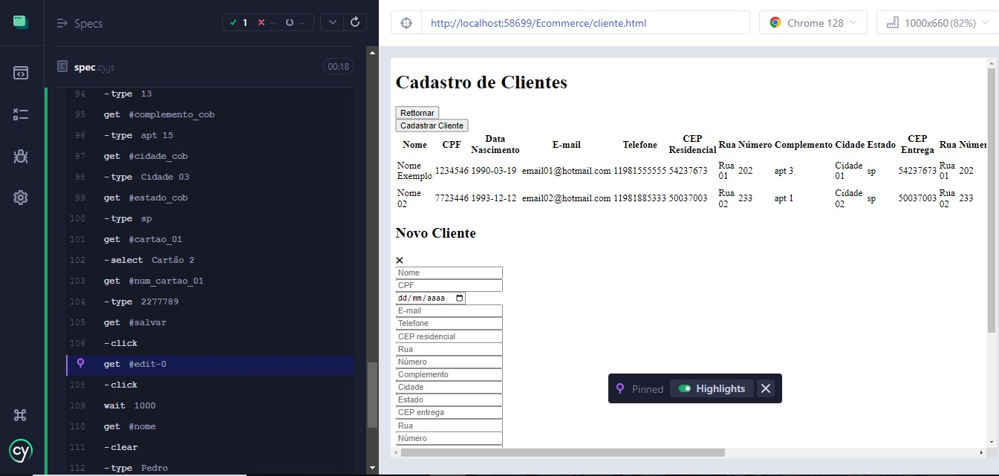 Specs
1 -- --
spec.cy.js 00:18
94 -type 13
95 get #complemento_cob
96 -type apt 15
97 get #cidade_cob
98 -type Cidade 03
99 get #estado_cob
100 -type sp
101 get #cartao_01
102 -select Cartão 2
103 get #num_cartao_01
104 -type 2277789
105 get #salvar
106 -click
get #edit-0
108 -click
109 wait 1000
110 get #nome
111 -clear
112 -type Pedro
cy
http://localhost:58699/Ecommerce/cliente.html
Chrome 128
1000x660 (82%)
Cadastro de Clientes
Rettornar
Cadastrar Cliente
Nome CPF Data Nascimento E-mail Telefone CEP Residencial Rua Número Complemento Cidade Estado CEP Entrega Rua Númer
Nome Exemplo 1234546 1990-03-19 email01@hotmail.com 11981555555 54237673 Rua 01 202 apt 3 Cidade 01 sp 54237673 Rua 01 202
Nome 02 7723446 1993-12-12 email02@hotmail.com 11981885333 50037003 Rua 02 233 apt 1 Cidade 02 sp 50037003 Rua 02 233
Novo Cliente
×
Nome
CPF
dd/mm/aaaa
E-mail
Telefone
CEP residencial
Rua
Número
Complemento
Cidade
Estado
CEP entrega
Rua
Número
Pinned Highlights